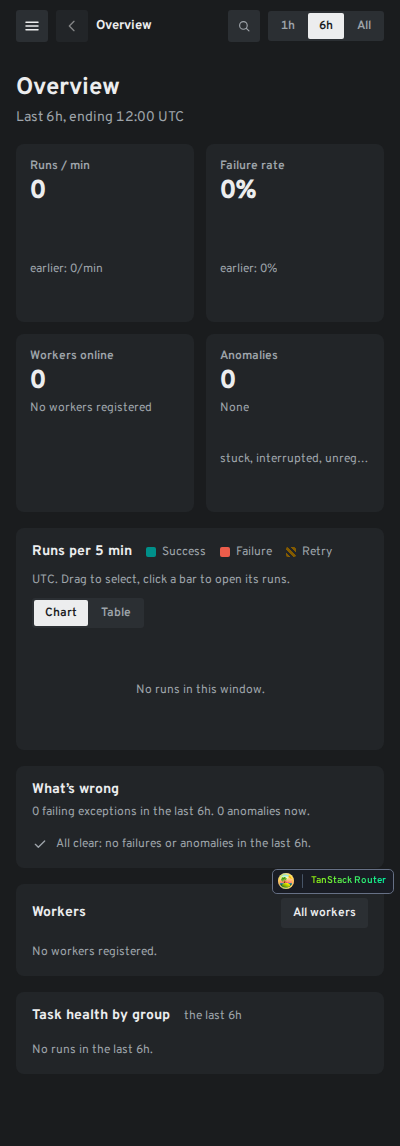 Overview
1h 6h All
Overview
Last 6h, ending 12:00 UTC
Runs / min
0
earlier: 0/min
Failure rate
0%
earlier: 0%
Workers online
0
No workers registered
Anomalies
0
None
stuck, interrupted, unreg…
Runs per 5 min Success Failure Retry
UTC. Drag to select, click a bar to open its runs.
Chart Table
No runs in this window.
What’s wrong
0 failing exceptions in the last 6h. 0 anomalies now.
All clear: no failures or anomalies in the last 6h.
TanStack Router
Workers
All workers
No workers registered.
Task health by group the last 6h
No runs in the last 6h.